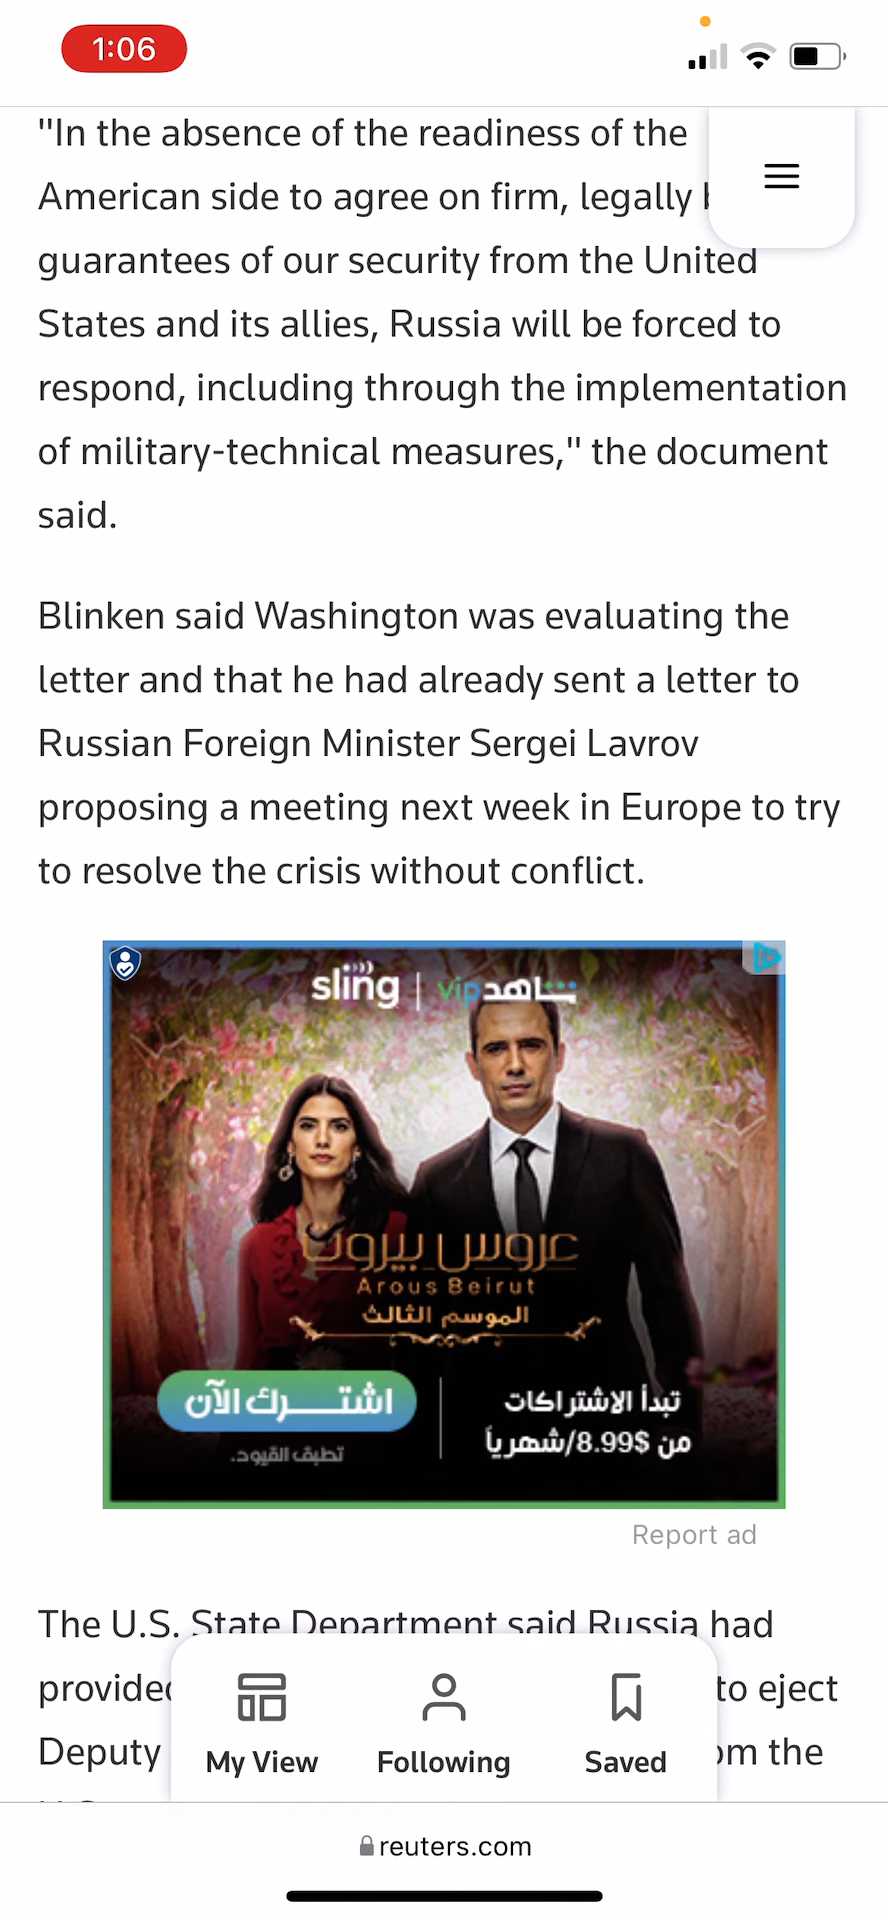 1:06
"In the absence of the readiness of the
American side to agree on firm, legally
guarantees of our security from the United
States and its allies, Russia will be forced to
respond, including through the implementation
of military-technical measures," the document
said.
Blinken said Washington was evaluating the
letter and that he had already sent a letter to
Russian Foreign Minister Sergei Lavrov
proposing a meeting next week in Europe to try
to resolve the crisis without conflict.
sling | شاهد vip
عروس بيروت
Arous Beirut
الموسم الثالث
اشتـــرك الآن
تطبق القيود.
تبدأ الاشتراكات
من $8.99/شهرياً
Report ad
The U.S. State Department said Russia had
to eject
Deputy
the
My View
Following
Saved
reuters.com